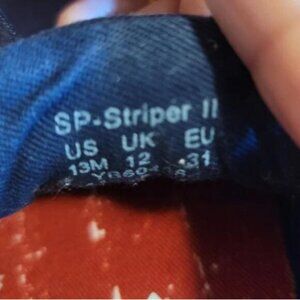 SP-Striper II
US UK EU
13M 12 31